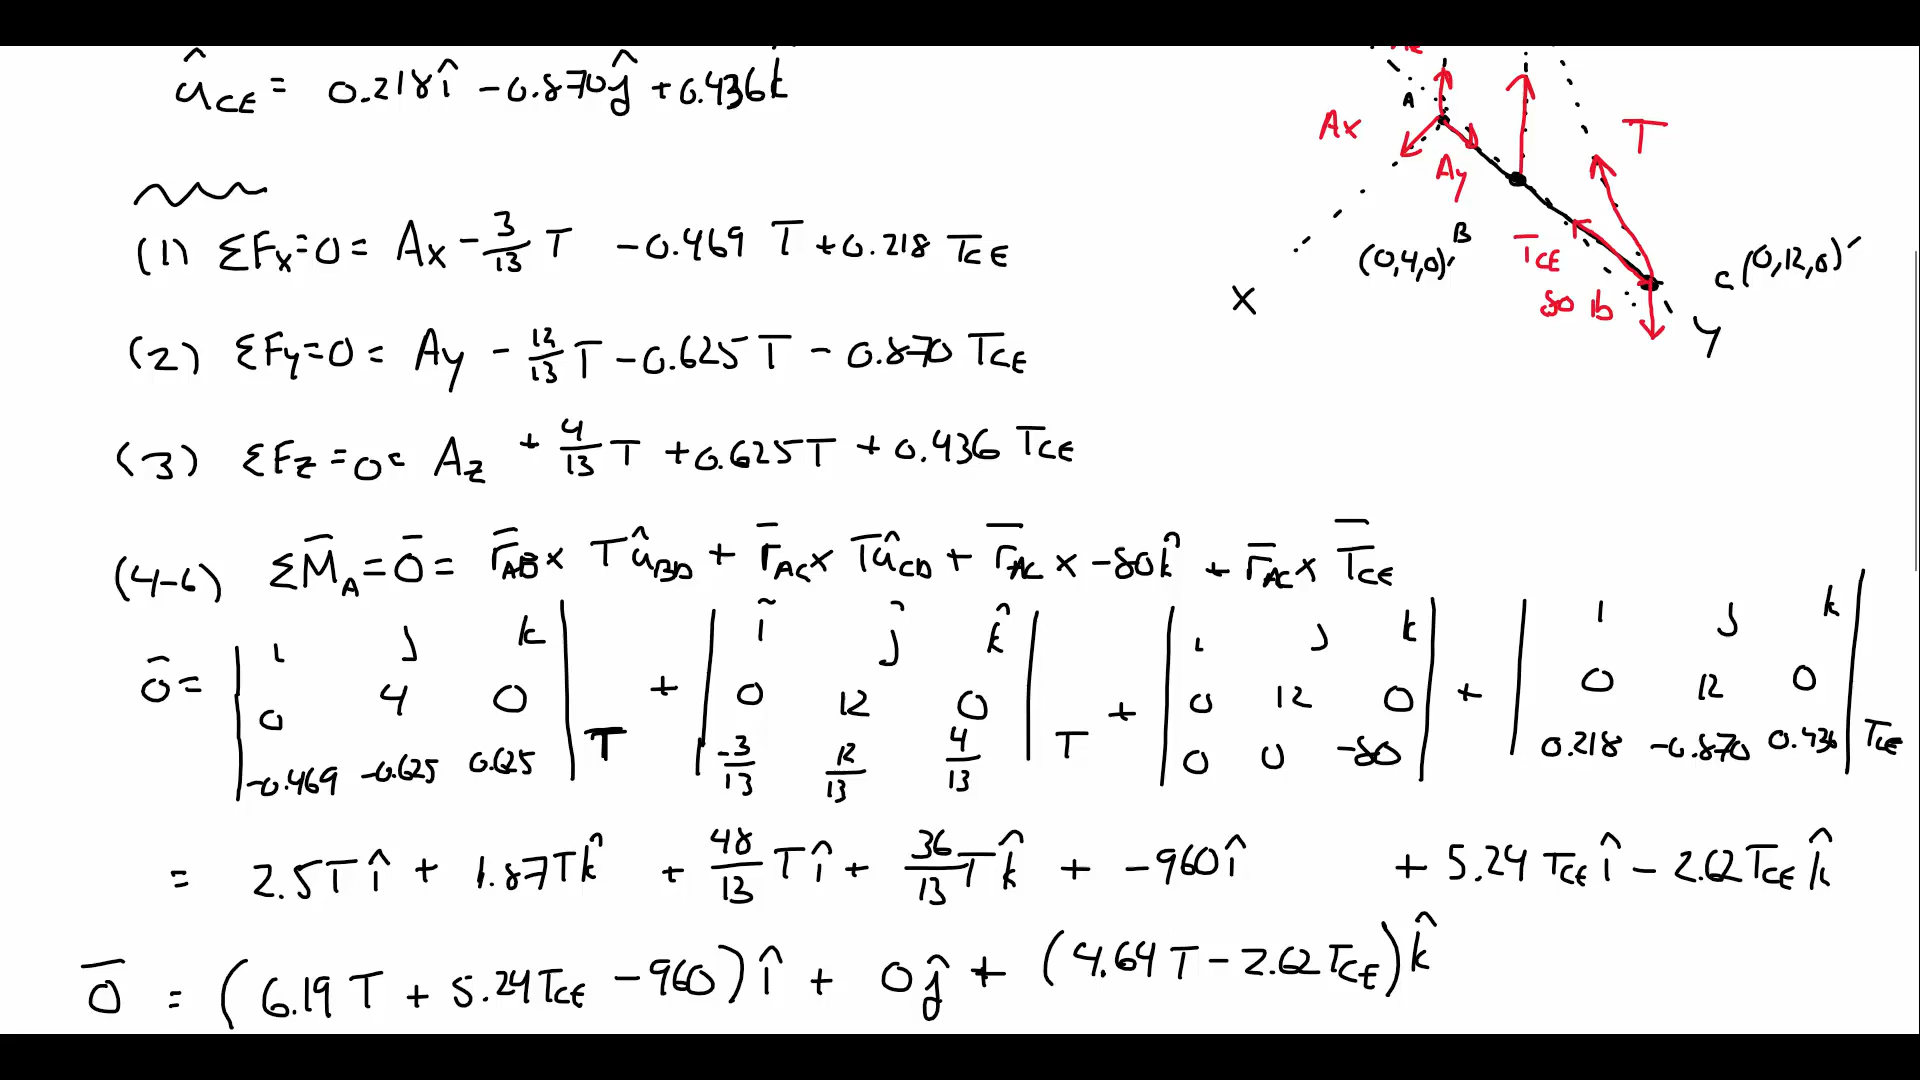 û_CE = 0.218î - 0.870ĵ + 0.436k̂
A
Ax
Ay
T
B
(0,4,0)
T_CE
80 lb
C (0,12,0)
X
Y
(1) ΣFx=0= Ax - 3/13 T - 0.469 T + 0.218 T_CE
(2) ΣFy=0= Ay - 12/13 T - 0.625 T - 0.870 T_CE
(3) ΣFz=0= Az + 4/13 T + 0.625 T + 0.436 T_CE
(4-6) ΣM̄_A = 0̄ = r̄_AB × T û_BD + r̄_AC × T û_CD + r̄_AC × -80k̂ + r̄_AC × T̄_CE
0̄ = | i j k | + | î ĵ k̂ | + | i j k | + | i j k |
| 0 4 0 | | 0 12 0 | | 0 12 0 | | 0 12 0 |
| -0.469 -0.625 0.625 | T | -3/13 12/13 4/13 | T | 0 0 -80 | | 0.218 -0.870 0.436 | T_CE
= 2.5Tî + 1.87Tk̂ + 48/13 Tî + 36/13 Tk̂ + -960î + 5.24 T_CE î - 2.62 T_CE k̂
0̄ = (6.19 T + 5.24 T_CE - 960) î + 0ĵ + (4.64 T - 2.62 T_CE) k̂